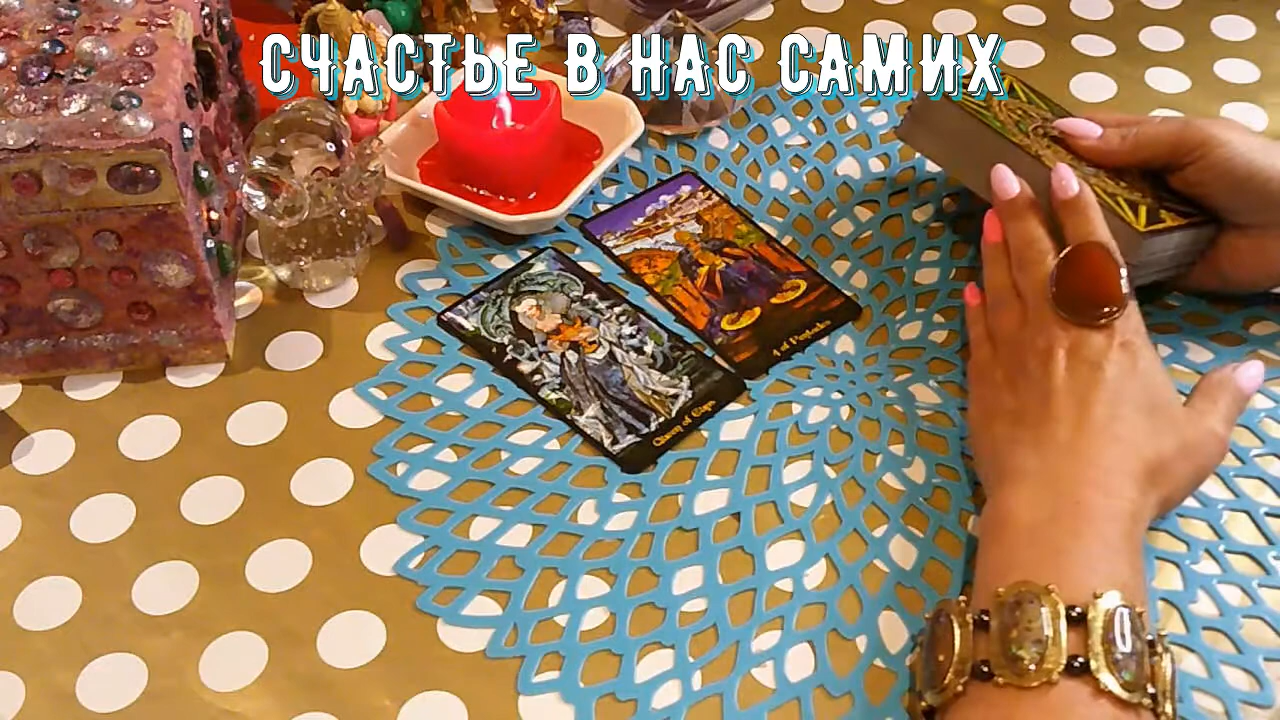 СЧАСТЬЕ В НАС САМИХ
4 of Pentacles
Queen of Cups